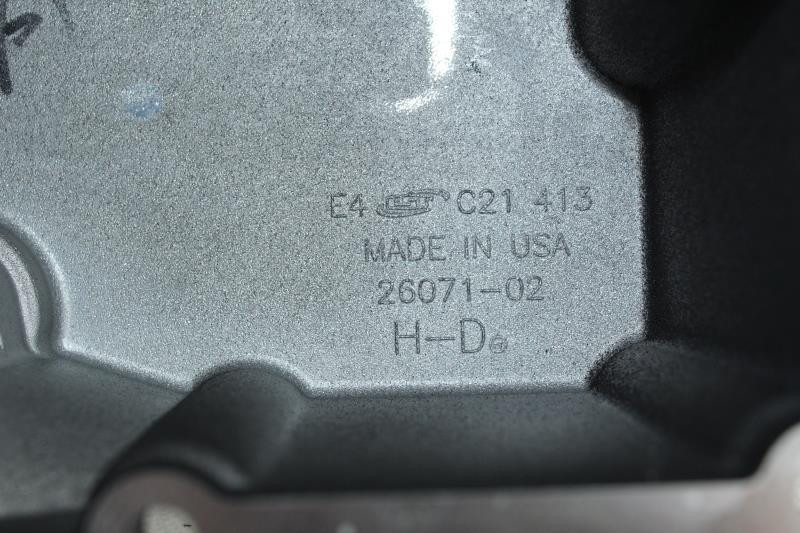 E4 C21 413
MADE IN USA
26071-02
H-D®